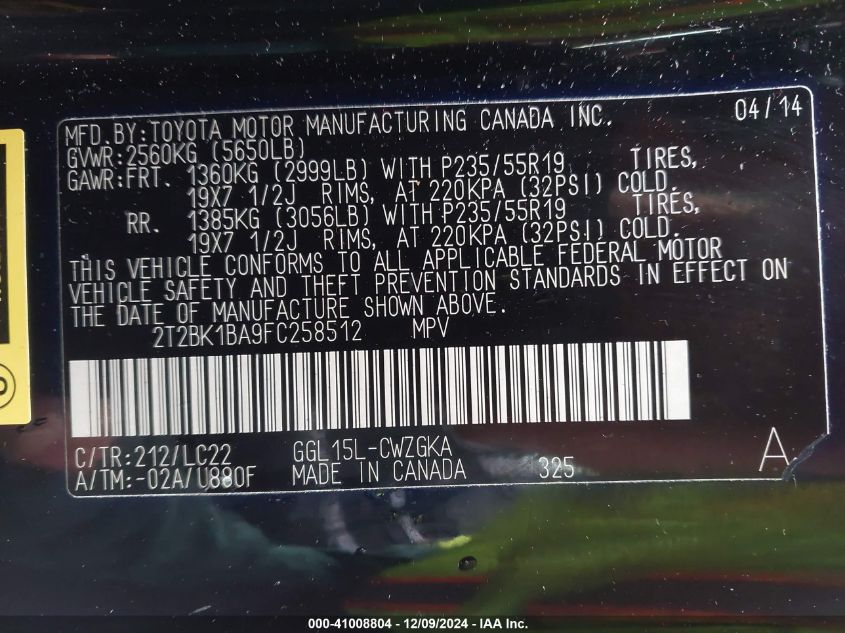 04/14
MFD.BY:TOYOTA MOTOR MANUFACTURING CANADA INC.
GVWR:2560KG (5650LB)
GAWR:FRT. 1360KG (2999LB) WITH P235/55R19 TIRES,
19X7 1/2J RIMS, AT 220KPA (32PSI) COLD.
RR. 1385KG (3056LB) WITH P235/55R19 TIRES,
19X7 1/2J RIMS, AT 220KPA (32PSI) COLD.
THIS VEHICLE CONFORMS TO ALL APPLICABLE FEDERAL MOTOR
VEHICLE SAFETY AND THEFT PREVENTION STANDARDS IN EFFECT ON
THE DATE OF MANUFACTURE SHOWN ABOVE.
2T2BK1BA9FC258512 MPV
C/TR:212/LC22 GGL15L-CWZGKA
A/TM:-02A/U880F MADE IN CANADA 325 A
000-41008804 - 12/09/2024 - IAA Inc.